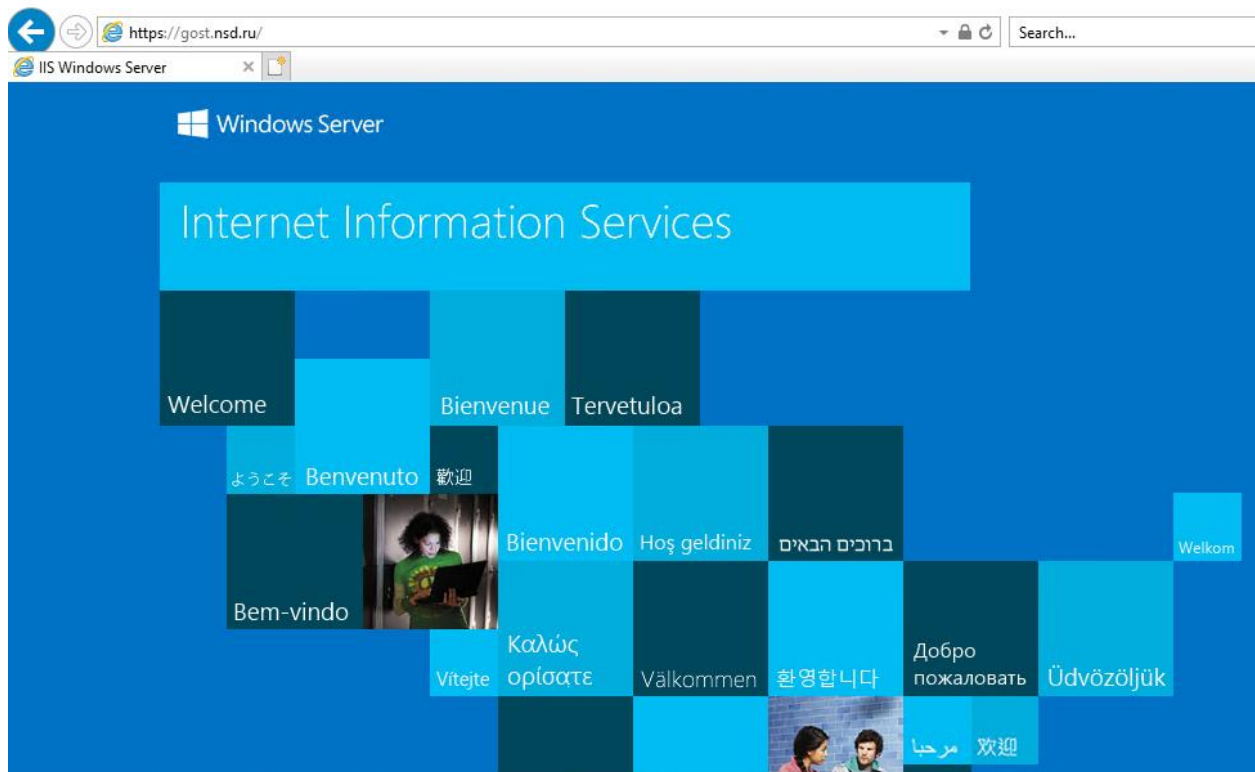 https://gost.nsd.ru/
Search...
IIS Windows Server
Windows Server
Internet Information Services
Welcome
Bienvenue
Tervetuloa
ようこそ
Benvenuto
歡迎
Bienvenido
Hoş geldiniz
ברוכים הבאים
Welkom
Bem-vindo
Vítejte
Καλώς
ορίσατε
Välkommen
환영합니다
Добро
пожаловать
Üdvözöljük
مرحبا
欢迎